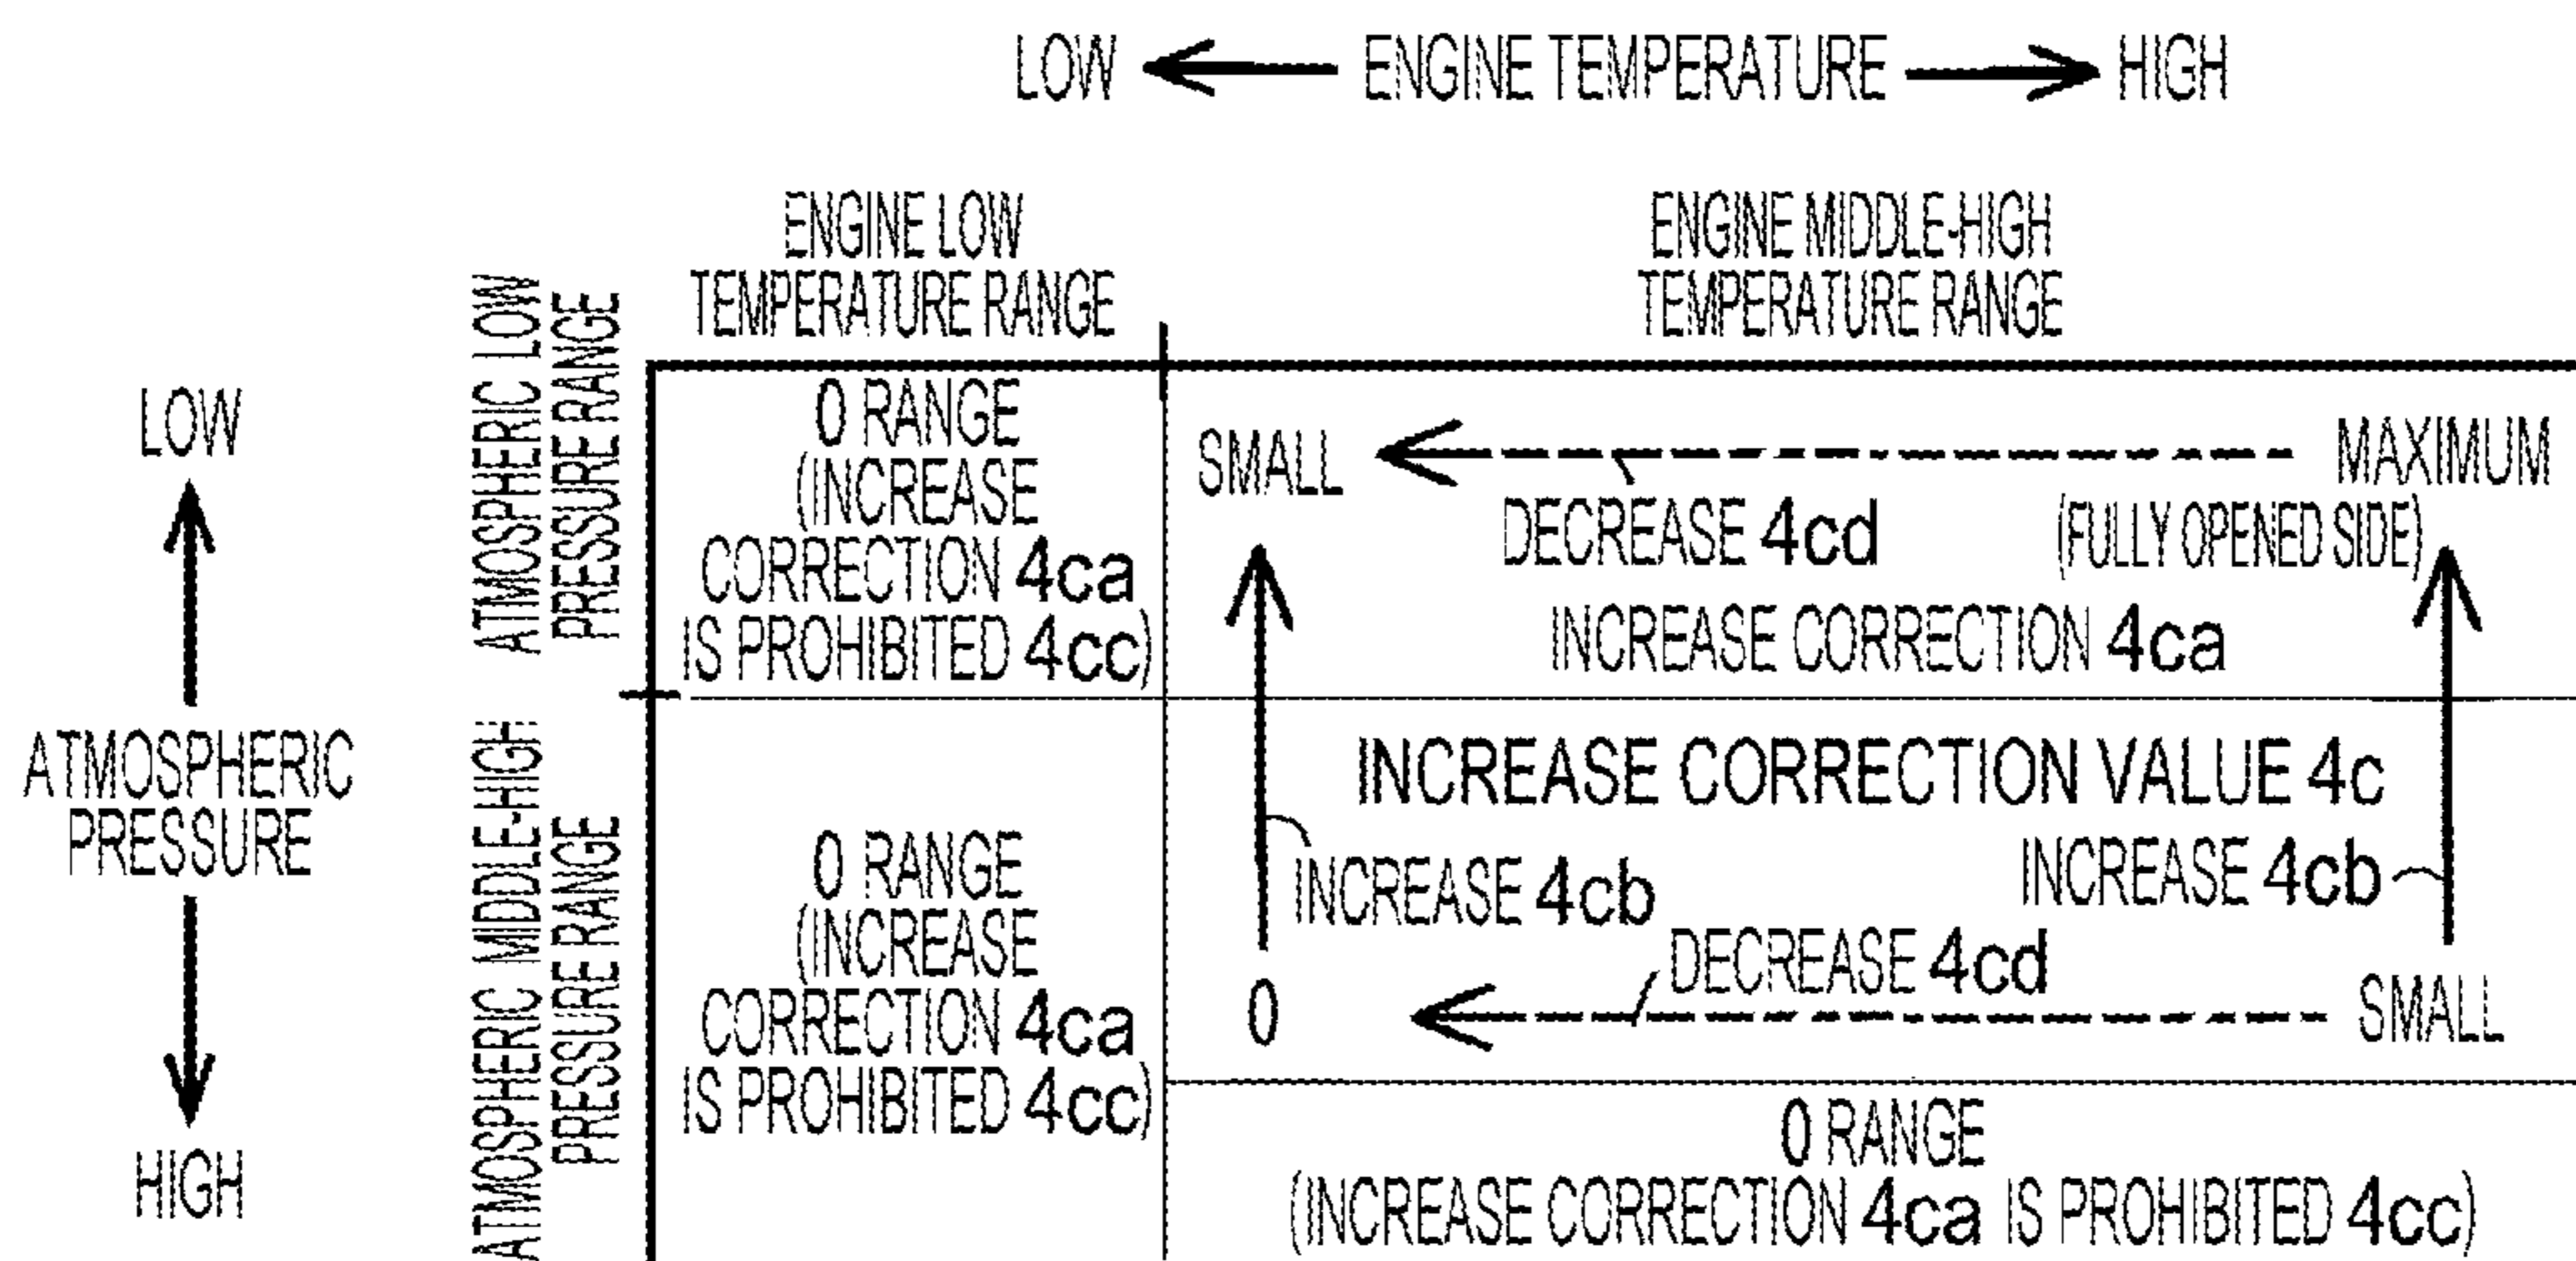 LOW ENGINE TEMPERATURE HIGH
ENGINE LOW
TEMPERATURE RANGE
ENGINE MIDDLE-HIGH
TEMPERATURE RANGE
LOW
ATMOSPHERIC
PRESSURE
HIGH
ATMOSPHERIC LOW
PRESSURE RANGE
ATMOSPHERIC MIDDLE-HIGH
PRESSURE RANGE
0 RANGE
(INCREASE
CORRECTION 4ca
IS PROHIBITED 4cc)
SMALL
MAXIMUM
DECREASE 4cd
(FULLY OPENED SIDE)
INCREASE CORRECTION 4ca
0 RANGE
(INCREASE
CORRECTION 4ca
IS PROHIBITED 4cc)
INCREASE CORRECTION VALUE 4c
INCREASE 4cb
INCREASE 4cb
DECREASE 4cd
0
SMALL
0 RANGE
(INCREASE CORRECTION 4ca IS PROHIBITED 4cc)